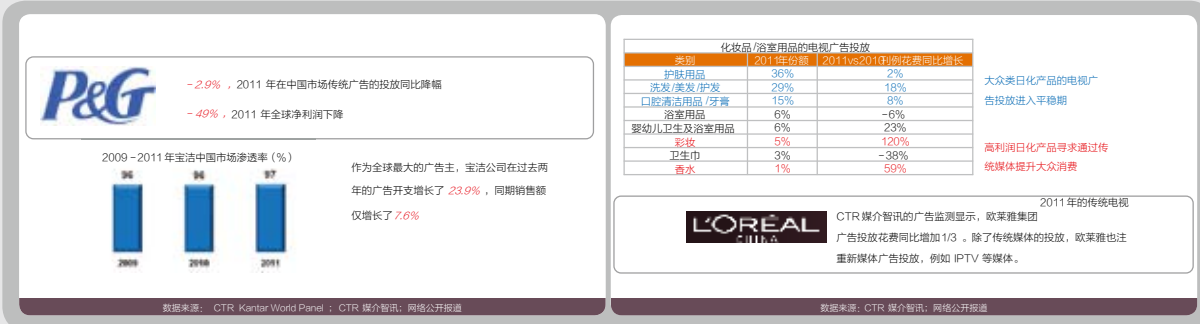 P&G
-2.9% ，2011 年在中国市场传统广告的投放同比降幅
-49% ，2011 年全球净利润下降
2009-2011年宝洁中国市场渗透率（%）
96 96 97
2009 2010 2011
作为全球最大的广告主，宝洁公司在过去两
年的广告开支增长了 23.9% ，同期销售额
仅增长了7.6%
数据来源： CTR Kantar World Panel ；CTR 媒介智讯；网络公开报道
化妆品/浴室用品的电视广告投放
类别 2011年份额 2011vs2010刊例花费同比增长
护肤用品 36% 2%
洗发/美发/护发 29% 18%
口腔清洁用品/牙膏 15% 8%
浴室用品 6% -6%
婴幼儿卫生及浴室用品 6% 23%
彩妆 5% 120%
卫生巾 3% -38%
香水 1% 59%
大众类日化产品的电视广
告投放进入平稳期
高利润日化产品寻求通过传
统媒体提升大众消费
2011年的传统电视
L'ORÉAL
CHINA
CTR媒介智讯的广告监测显示，欧莱雅集团
广告投放花费同比增加1/3 。除了传统媒体的投放，欧莱雅也注
重新媒体广告投放，例如 IPTV 等媒体。
数据来源：CTR 媒介智讯；网络公开报道